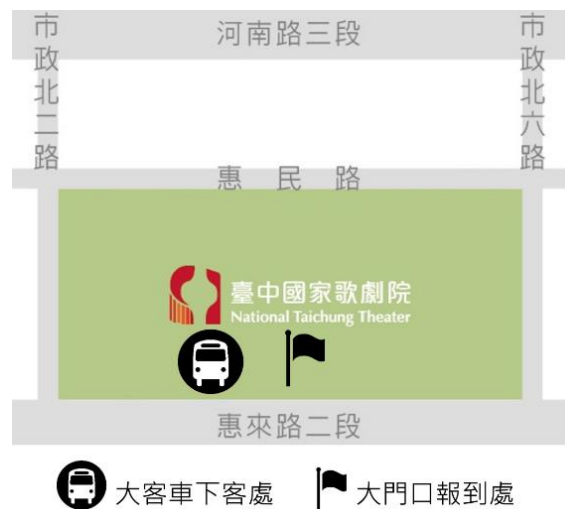 河南路三段
市政北二路
市政北六路
惠民路
臺中國家歌劇院
National Taichung Theater
惠來路二段
大客車下客處
大門口報到處